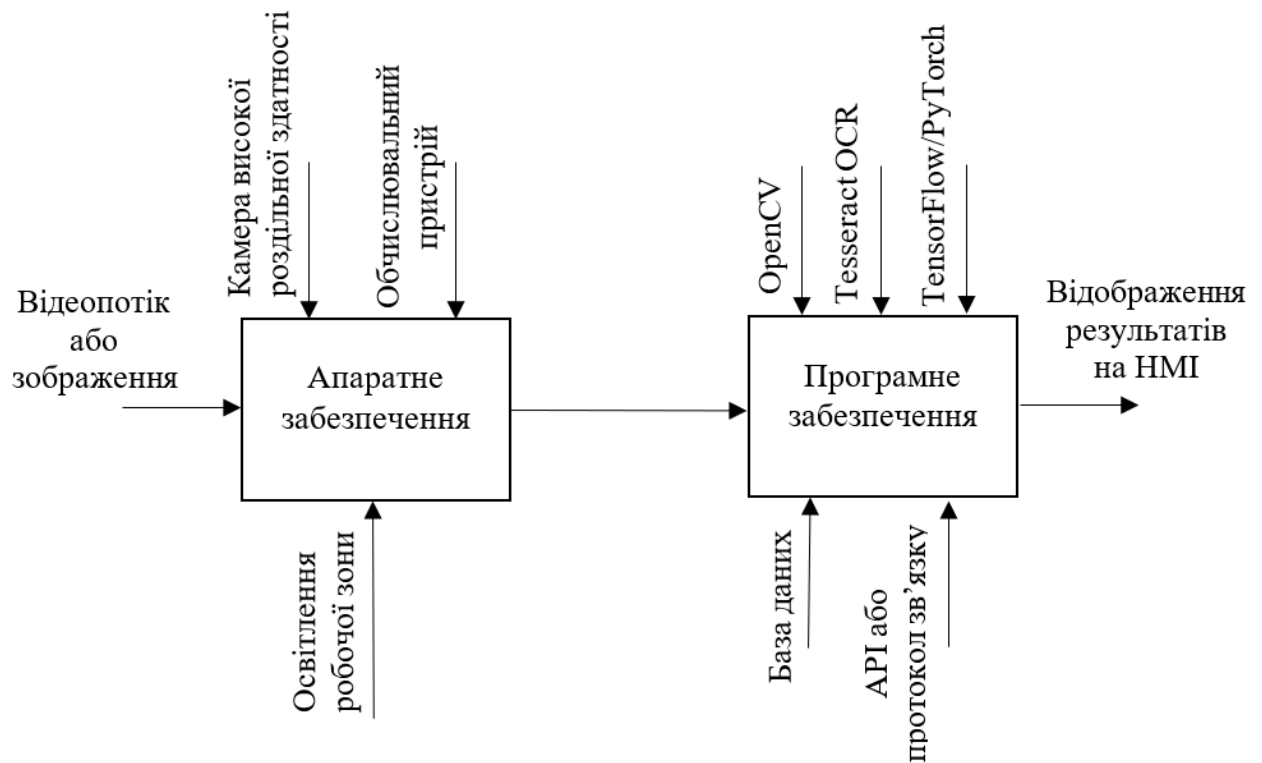 Камера високої
роздільної здатності
Обчислювальний
пристрій
OpenCV
Tesseract OCR
TensorFlow/PyTorch
Відеопотік
або
зображення
Апаратне
забезпечення
Програмне
забезпечення
Відображення
результатів
на HMI
Освітлення
робочої зони
База даних
API або
протокол зв’язку